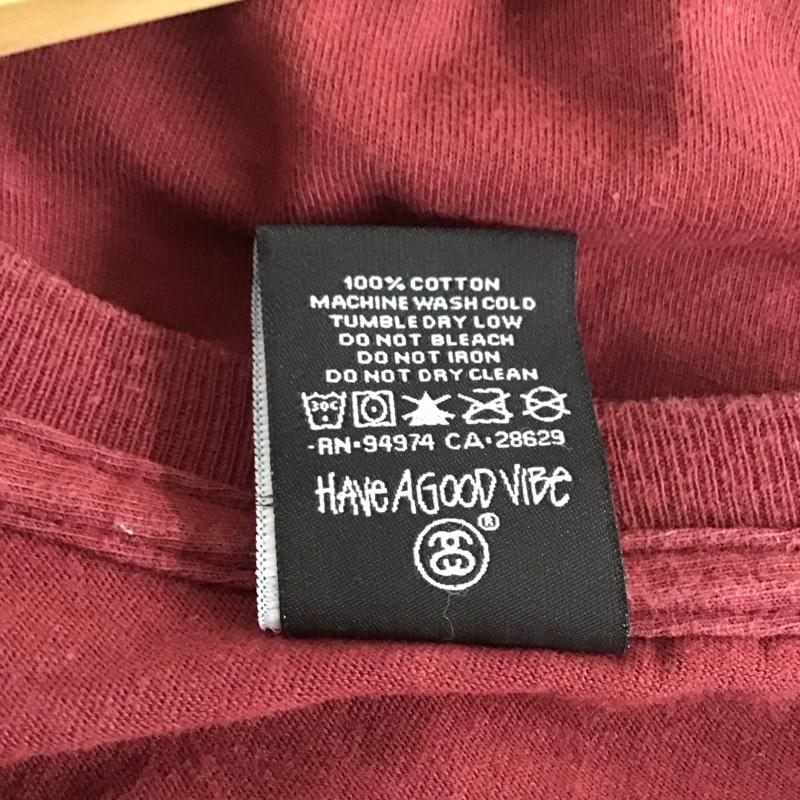 100% COTTON
MACHINE WASH COLD
TUMBLE DRY LOW
DO NOT BLEACH
DO NOT IRON
DO NOT DRY CLEAN
30C
-RN•94974 CA•28629
HAVE A GOOD VIBE
®